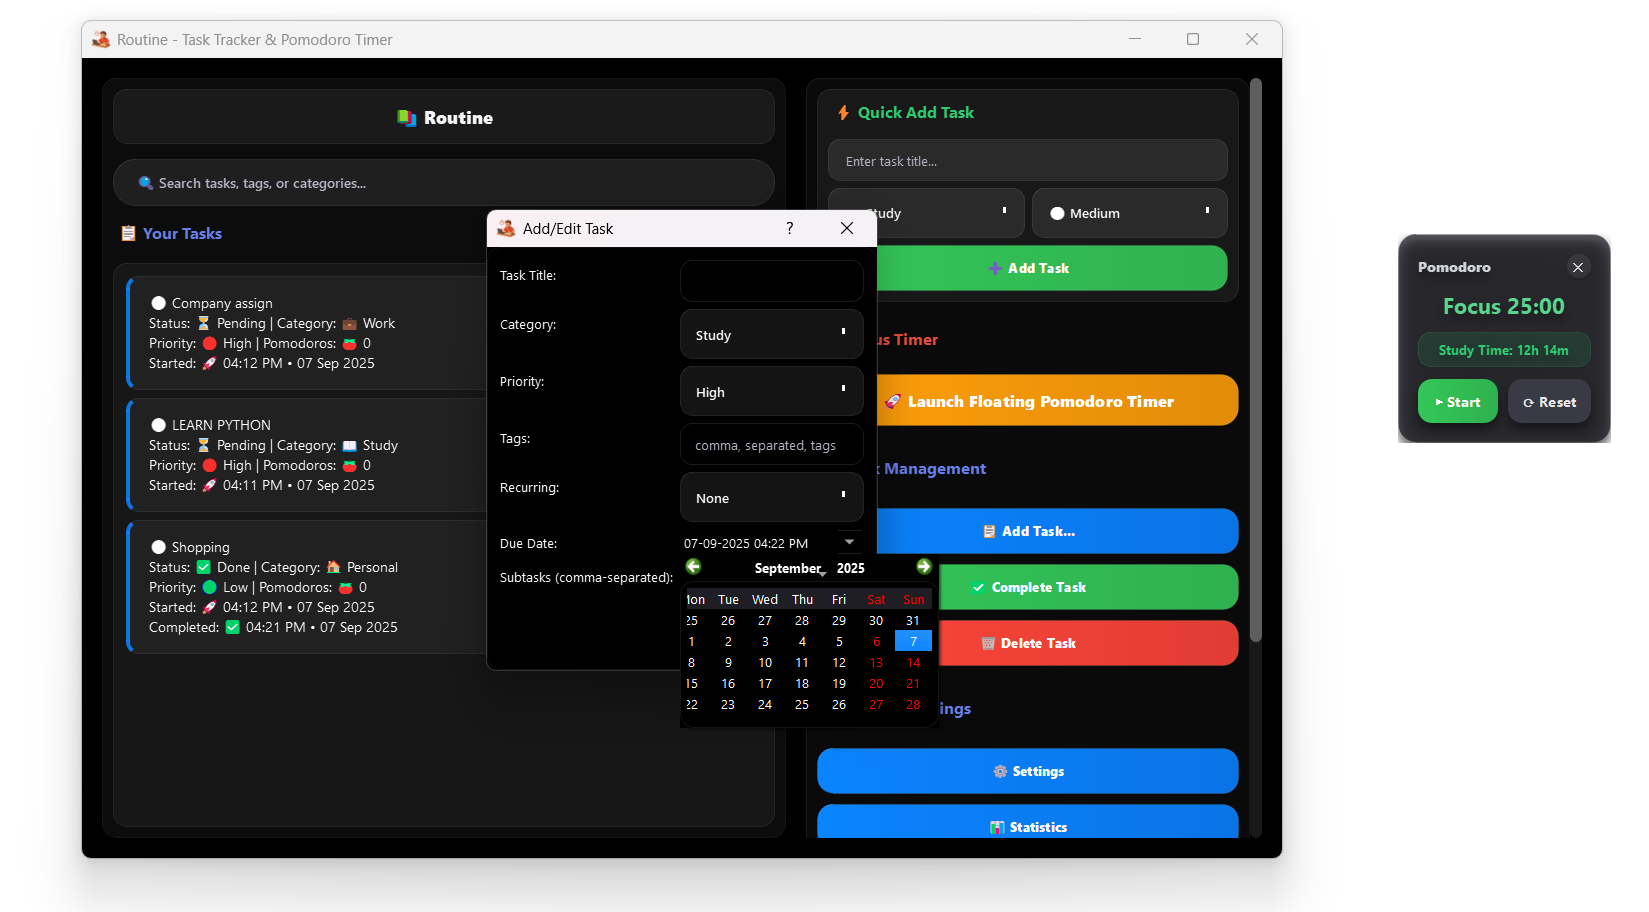 Routine - Task Tracker & Pomodoro Timer
Routine
Search tasks, tags, or categories...
Your Tasks
Company assign
Status: ⏳ Pending | Category: 💼 Work
Priority: 🔴 High | Pomodoros: 🍅 0
Started: 🚀 04:12 PM • 07 Sep 2025
LEARN PYTHON
Status: ⏳ Pending | Category: 📖 Study
Priority: 🔴 High | Pomodoros: 🍅 0
Started: 🚀 04:11 PM • 07 Sep 2025
Shopping
Status: ✅ Done | Category: 🏠 Personal
Priority: 🌍 Low | Pomodoros: 🍅 0
Started: 🚀 04:12 PM • 07 Sep 2025
Completed: ✅ 04:21 PM • 07 Sep 2025
Add/Edit Task
?
Task Title:
Category:
Study
Priority:
High
Tags:
comma, separated, tags
Recurring:
None
Due Date:
07-09-2025 04:22 PM
Subtasks (comma-separated):
September, 2025
Mon Tue Wed Thu Fri Sat Sun
25 26 27 28 29 30 31
1 2 3 4 5 6 7
8 9 10 11 12 13 14
15 16 17 18 19 20 21
22 23 24 25 26 27 28
Quick Add Task
Enter task title...
Study
Medium
Add Task
us Timer
Launch Floating Pomodoro Timer
k Management
Add Task...
Complete Task
Delete Task
ings
Settings
Statistics
Pomodoro
Focus 25:00
Study Time: 12h 14m
Start
Reset